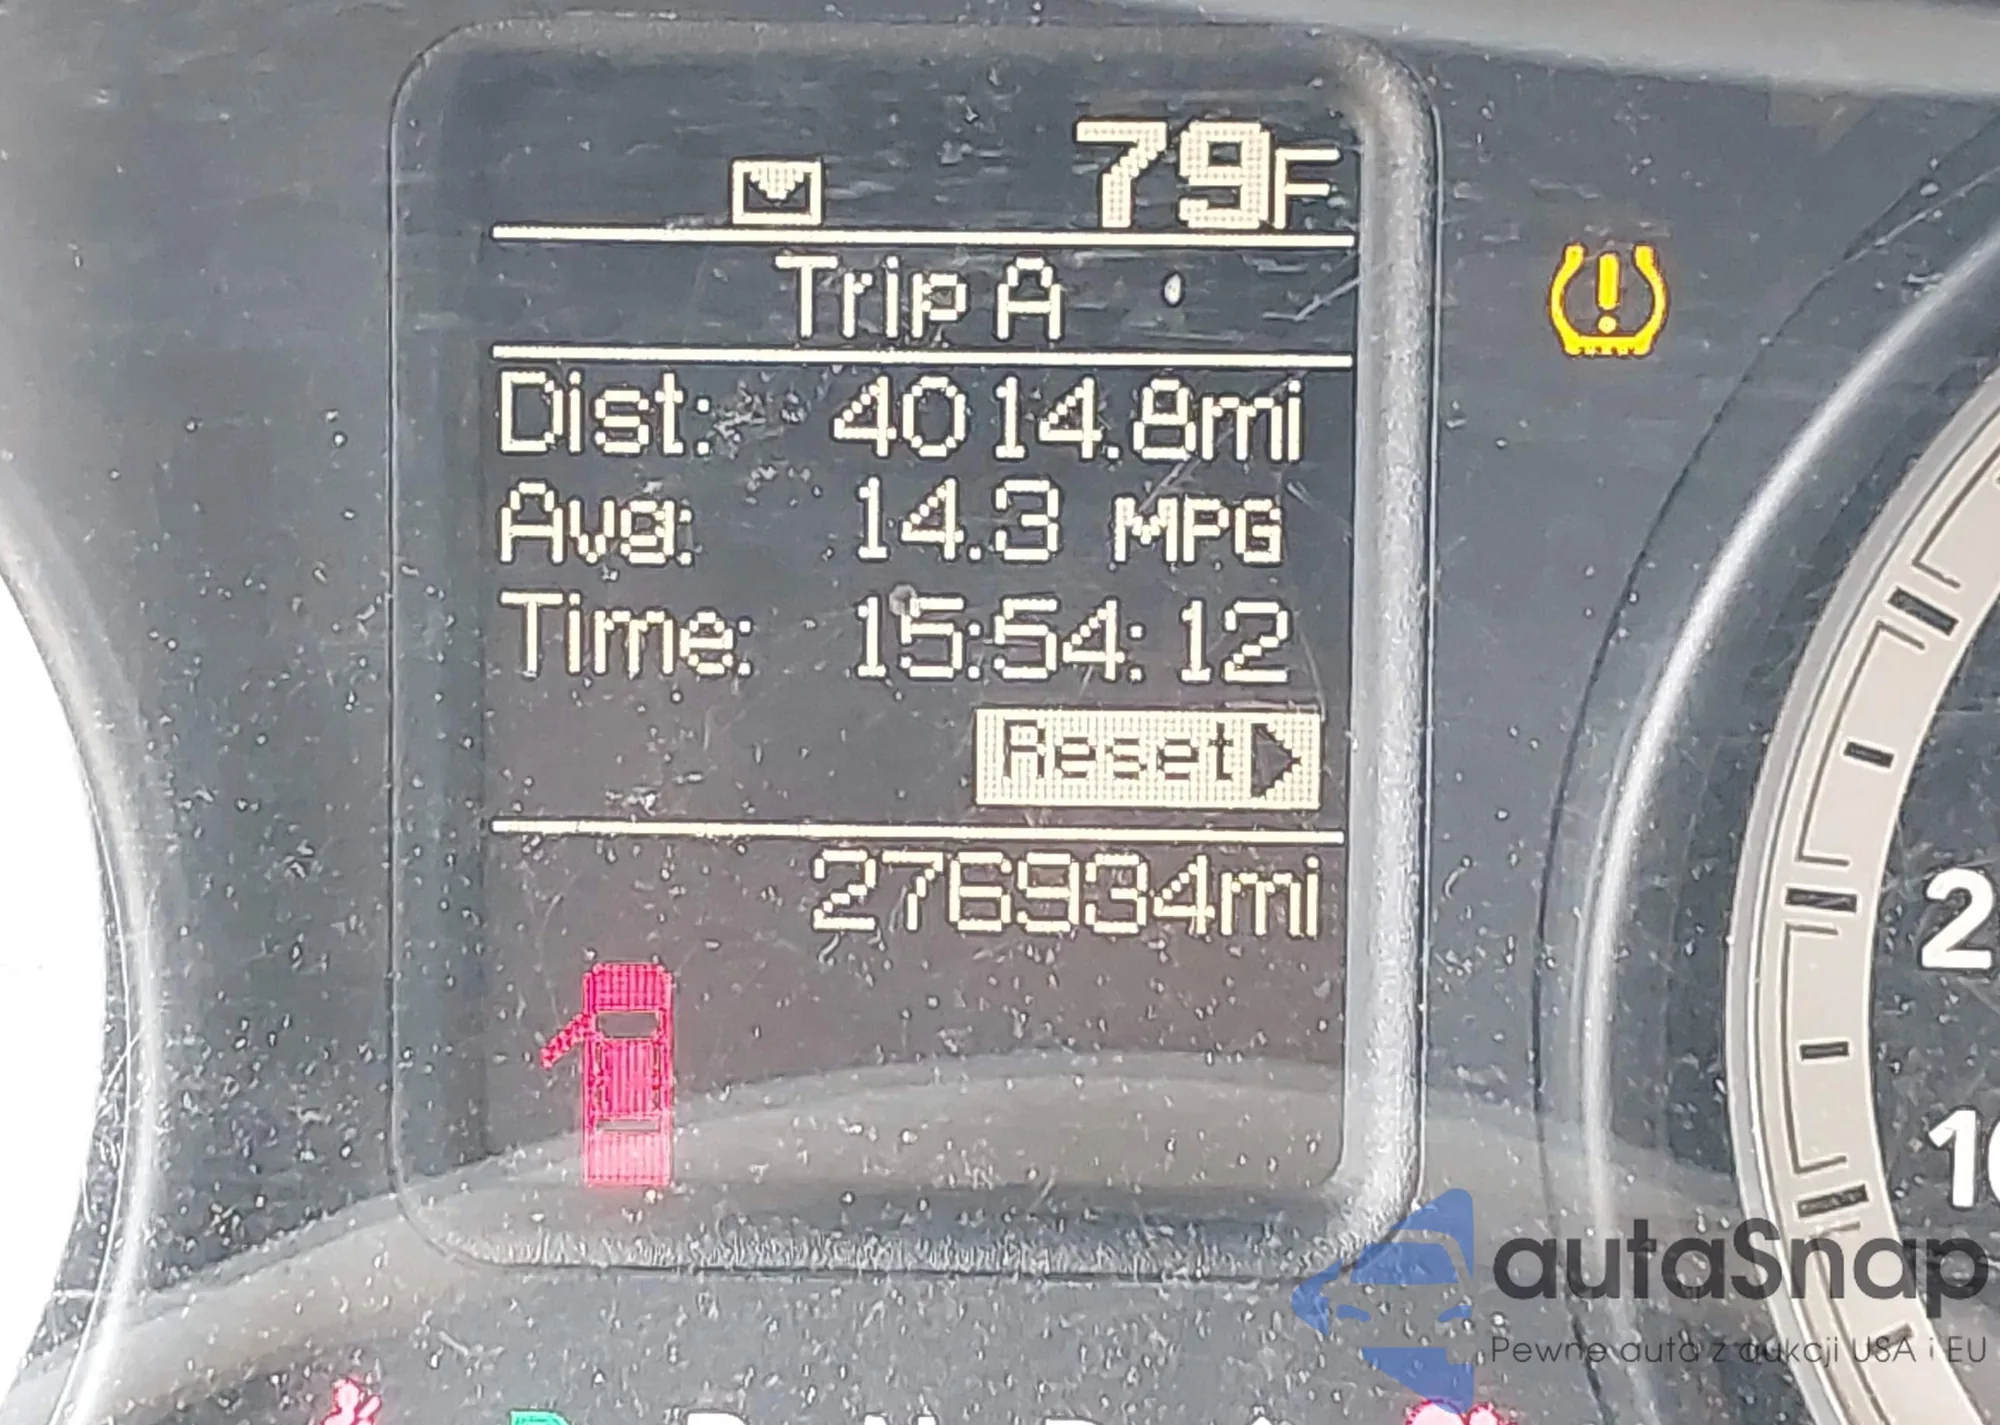 79F
Trip A
Dist: 4014.8mi
Avg: 14.3 MPG
Time: 15:54:12
Reset
276934mi
2
autaSnap
Pewne auta z aukcji USA i EU